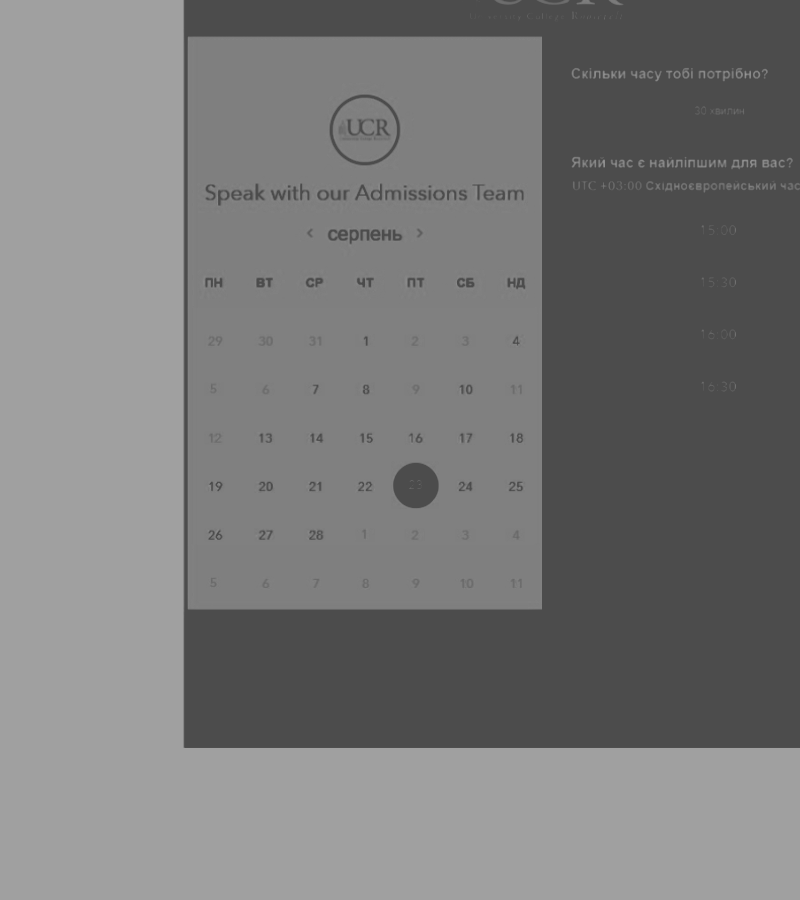 UCR
University College Roosevelt
UCR
Speak with our Admissions Team
< серпень >
ПН ВТ СР ЧТ ПТ СБ НД
29 30 31 1 2 3 4
5 6 7 8 9 10 11
12 13 14 15 16 17 18
19 20 21 22 23 24 25
26 27 28 1 2 3 4
5 6 7 8 9 10 11
Скільки часу тобі потрібно?
30 хвилин
Який час є найліпшим для вас?
UTC +03:00 Східноєвропейський час
15:00
15:30
16:00
16:30